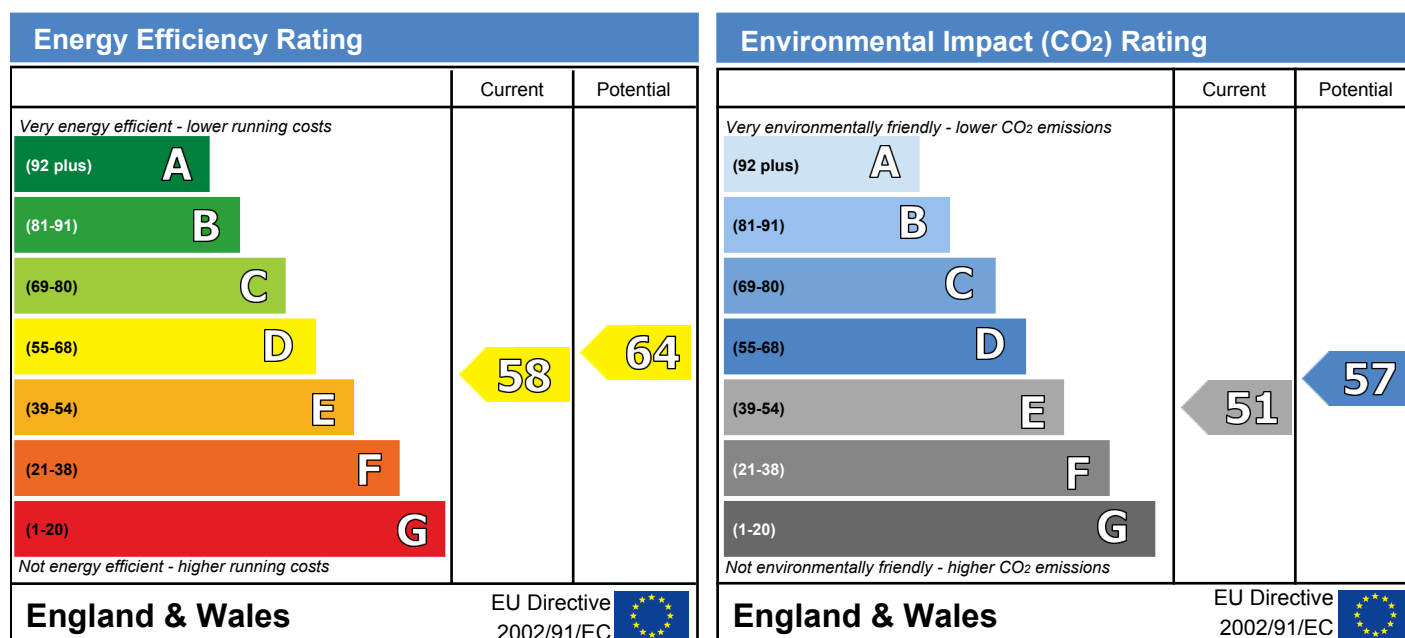 Energy Efficiency Rating
Current Potential
Very energy efficient - lower running costs
(92 plus) A
(81-91) B
(69-80) C
(55-68) D
(39-54) E
(21-38) F
(1-20) G
58
64
Not energy efficient - higher running costs
England & Wales
EU Directive
2002/91/EC
Environmental Impact (CO2) Rating
Current Potential
Very environmentally friendly - lower CO2 emissions
(92 plus) A
(81-91) B
(69-80) C
(55-68) D
(39-54) E
(21-38) F
(1-20) G
51
57
Not environmentally friendly - higher CO2 emissions
England & Wales
EU Directive
2002/91/EC